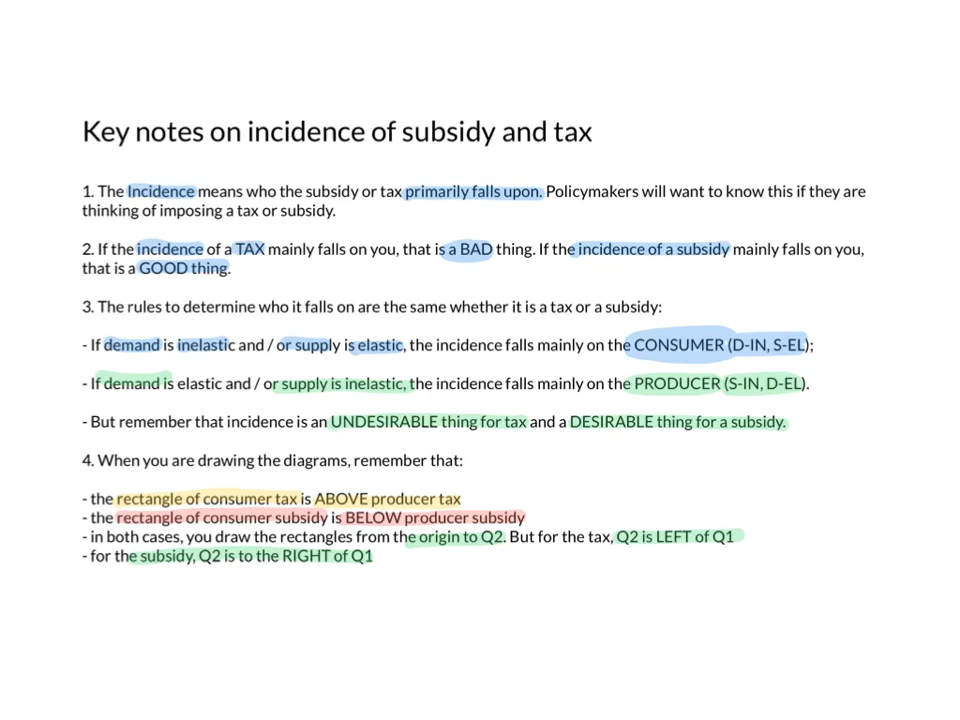 Key notes on incidence of subsidy and tax
1. The Incidence means who the subsidy or tax primarily falls upon. Policymakers will want to know this if they are
thinking of imposing a tax or subsidy.
2. If the incidence of a TAX mainly falls on you, that is a BAD thing. If the incidence of a subsidy mainly falls on you,
that is a GOOD thing.
3. The rules to determine who it falls on are the same whether it is a tax or a subsidy:
- If demand is inelastic and / or supply is elastic, the incidence falls mainly on the CONSUMER (D-IN, S-EL);
- If demand is elastic and / or supply is inelastic, the incidence falls mainly on the PRODUCER (S-IN, D-EL).
- But remember that incidence is an UNDESIRABLE thing for tax and a DESIRABLE thing for a subsidy.
4. When you are drawing the diagrams, remember that:
- the rectangle of consumer tax is ABOVE producer tax
- the rectangle of consumer subsidy is BELOW producer subsidy
- in both cases, you draw the rectangles from the origin to Q2. But for the tax, Q2 is LEFT of Q1
- for the subsidy, Q2 is to the RIGHT of Q1